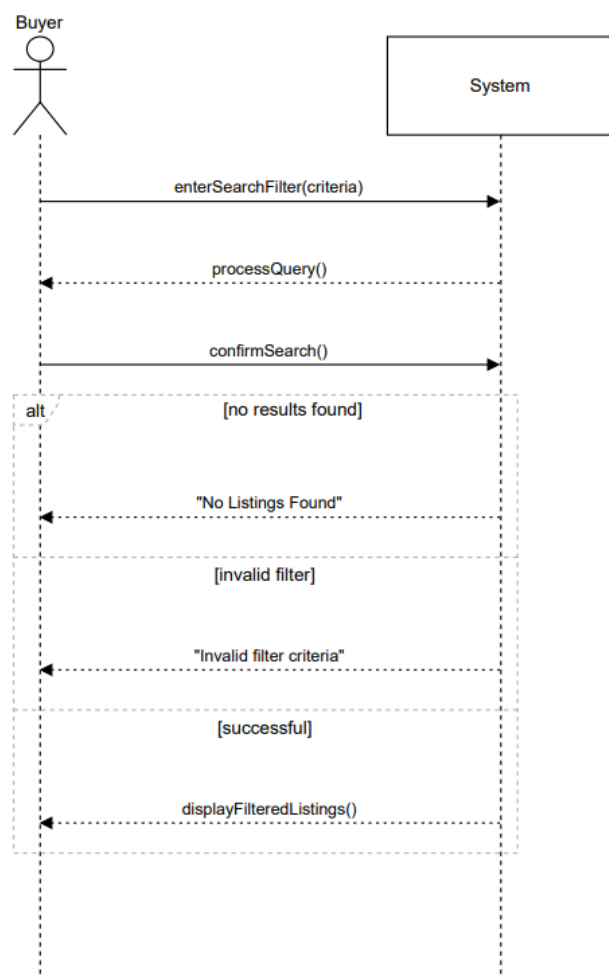 Buyer
System
enterSearchFilter(criteria)
processQuery()
confirmSearch()
alt
[no results found]
"No Listings Found"
[invalid filter]
"Invalid filter criteria"
[successful]
displayFilteredListings()